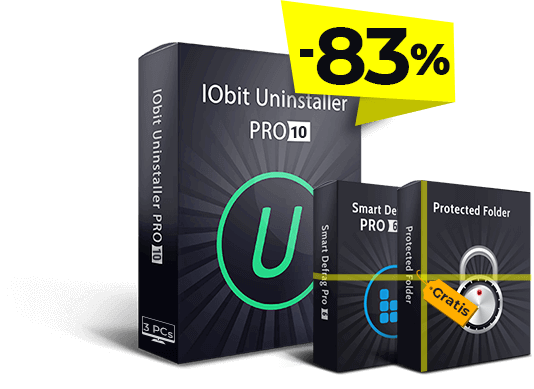 -83%
IObit Uninstaller
PRO 10
U
IObit Uninstaller PRO 10
3 PCs
Smart De
PRO
Smart Defrag Pro
Protected Folder
Protected Folder
Gratis